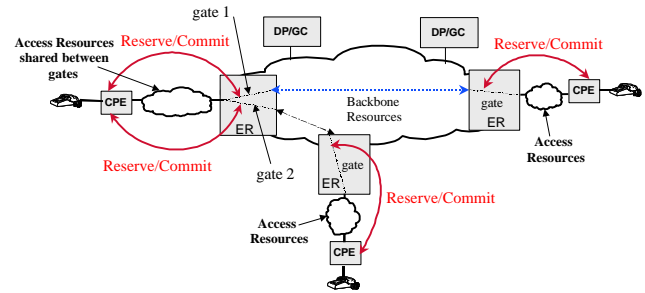 gate 1
DP/GC
DP/GC
Access Resources
shared between
gates
Reserve/Commit
Reserve/Commit
CPE
gate
ER
CPE
Backbone
Resources
ER
Access
Resources
Reserve/Commit
gate 2
gate
ER
Reserve/Commit
Access
Resources
CPE